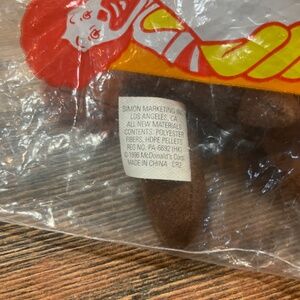 SIMON MARKETING INC.
LOS ANGELES, CA
ALL NEW MATERIALS
CONTENTS: POLYESTER
FIBERS, HDPE PELLETS
REG NO. PA-6692 (HK)
© 1996 McDonald's Corp.
MADE IN CHINA